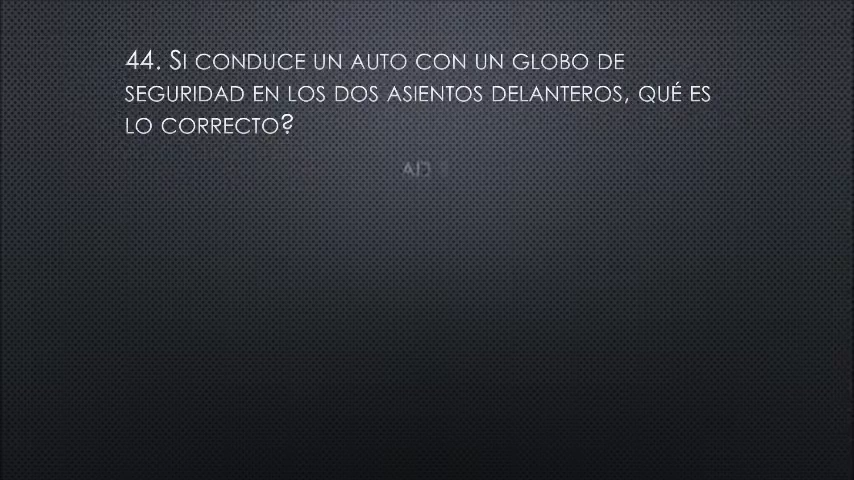 44. Si conduce un auto con un globo de
seguridad en los dos asientos delanteros, qué es
lo correcto?